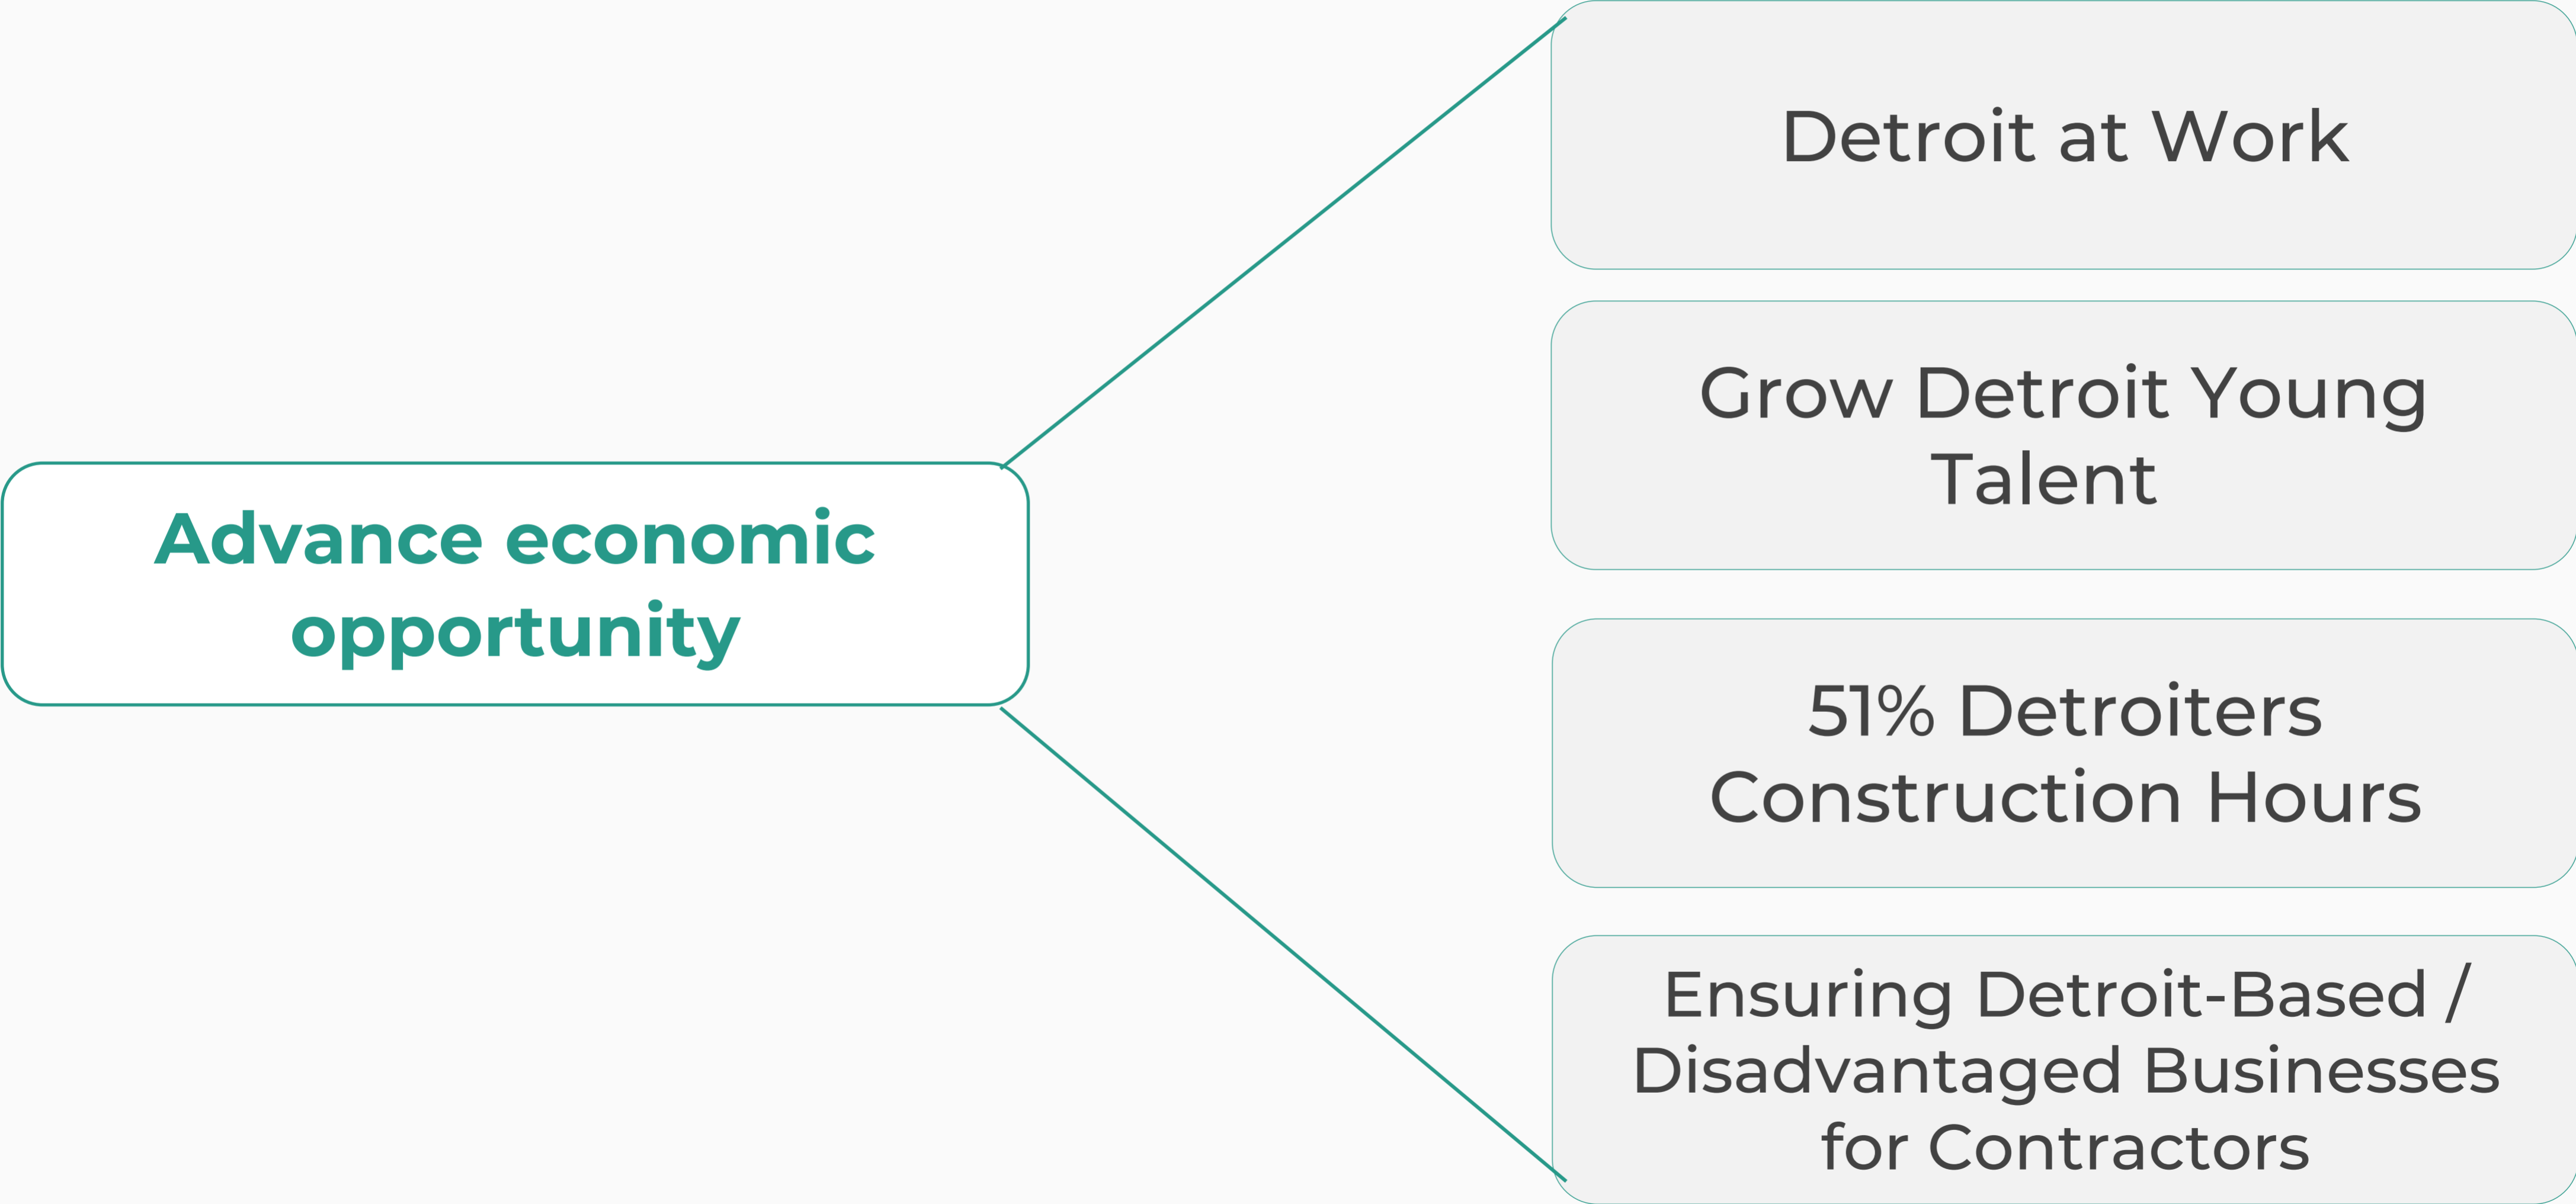 Advance economic
opportunity
Detroit at Work
Grow Detroit Young
Talent
51% Detroiters
Construction Hours
Ensuring Detroit-Based /
Disadvantaged Businesses
for Contractors